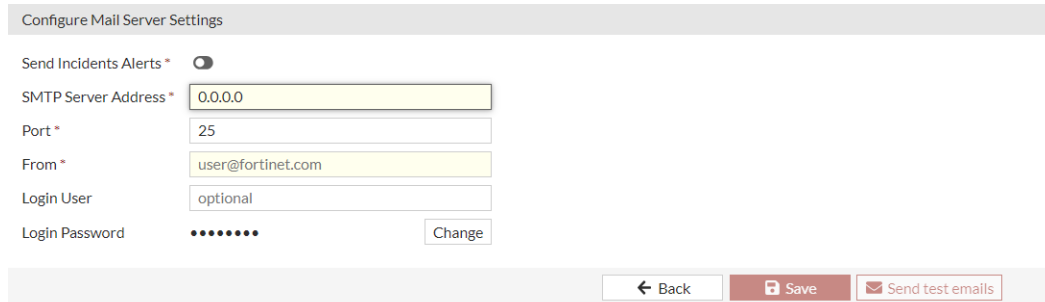 Configure Mail Server Settings
Send Incidents Alerts *
SMTP Server Address * 0.0.0.0
Port * 25
From * user@fortinet.com
Login User optional
Login Password •••••••• Change
Back Save Send test emails